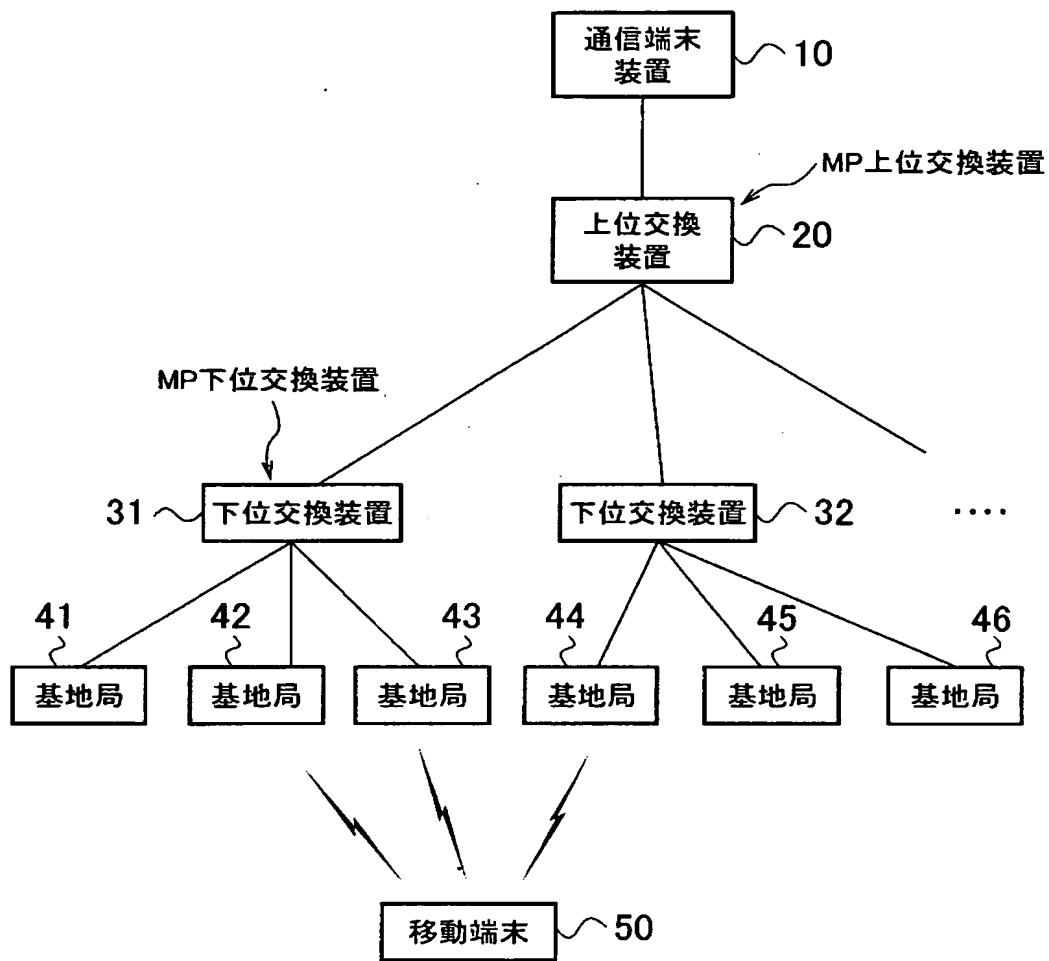 通信端末
装置
10
MP上位交換装置
上位交換
装置
20
MP下位交換装置
31
下位交換装置
下位交換装置
32
....
41
42
43
44
45
46
基地局
基地局
基地局
基地局
基地局
基地局
移動端末
50